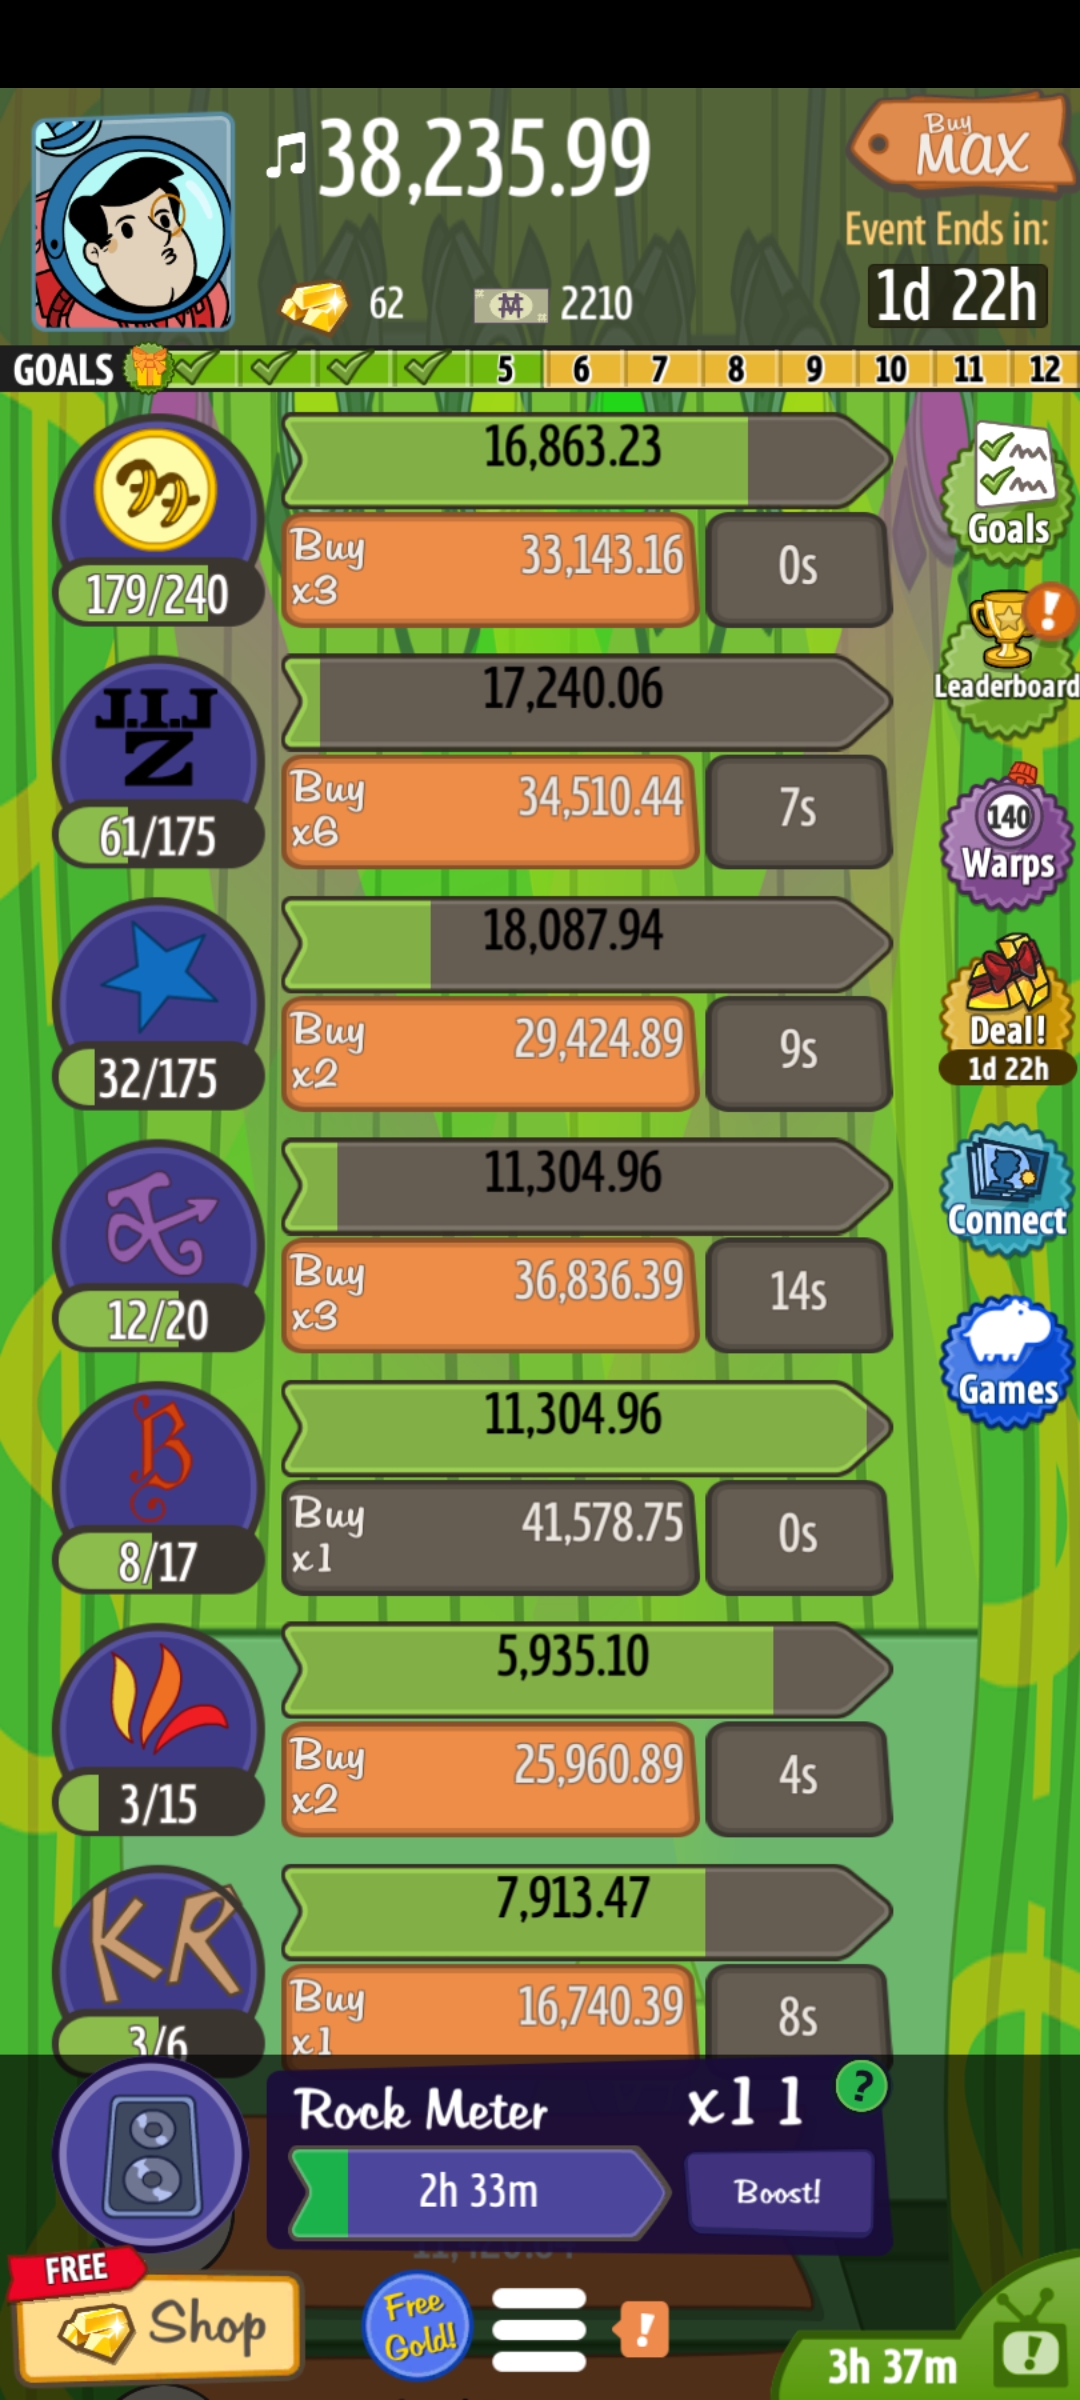 ♫38,235.99
Buy
MAX
Event Ends in:
1d 22h
62
2210
GOALS 5 6 7 8 9 10 11 12
16,863.23
Buy
x3
33,143.16
0s
179/240
Goals
J.I.J
Z
17,240.06
Buy
x6
34,510.44
7s
61/175
Leaderboard
140
Warps
18,087.94
Buy
x2
29,424.89
9s
32/175
Deal!
1d 22h
11,304.96
Buy
x3
36,836.39
14s
12/20
Connect
B
11,304.96
Buy
x1
41,578.75
0s
8/17
Games
5,935.10
Buy
x2
25,960.89
4s
3/15
KR
7,913.47
Buy
x1
16,740.39
8s
3/6
Rock Meter
x11
?
2h 33m
Boost!
FREE
Shop
Free
Gold!
!
3h 37m
!